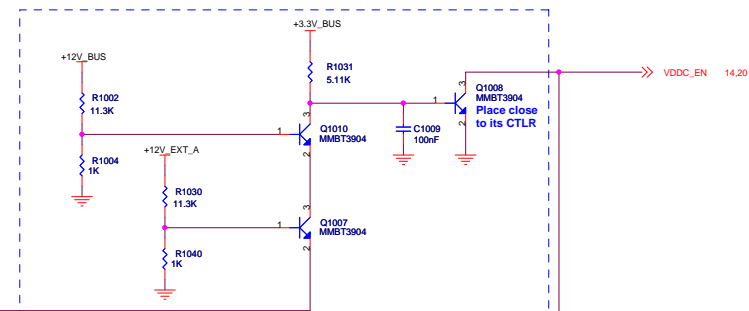 +3.3V_BUS
+12V_BUS
R1031
5.11K
3
VDDC_EN 14,20
R1002
11.3K
1
Q1008
MMBT3904
Place close
to its CTLR
2
3
Q1010
MMBT3904
1
2
C1009
100nF
R1004
1K
+12V_EXT_A
R1030
11.3K
3
1
Q1007
MMBT3904
2
R1040
1K